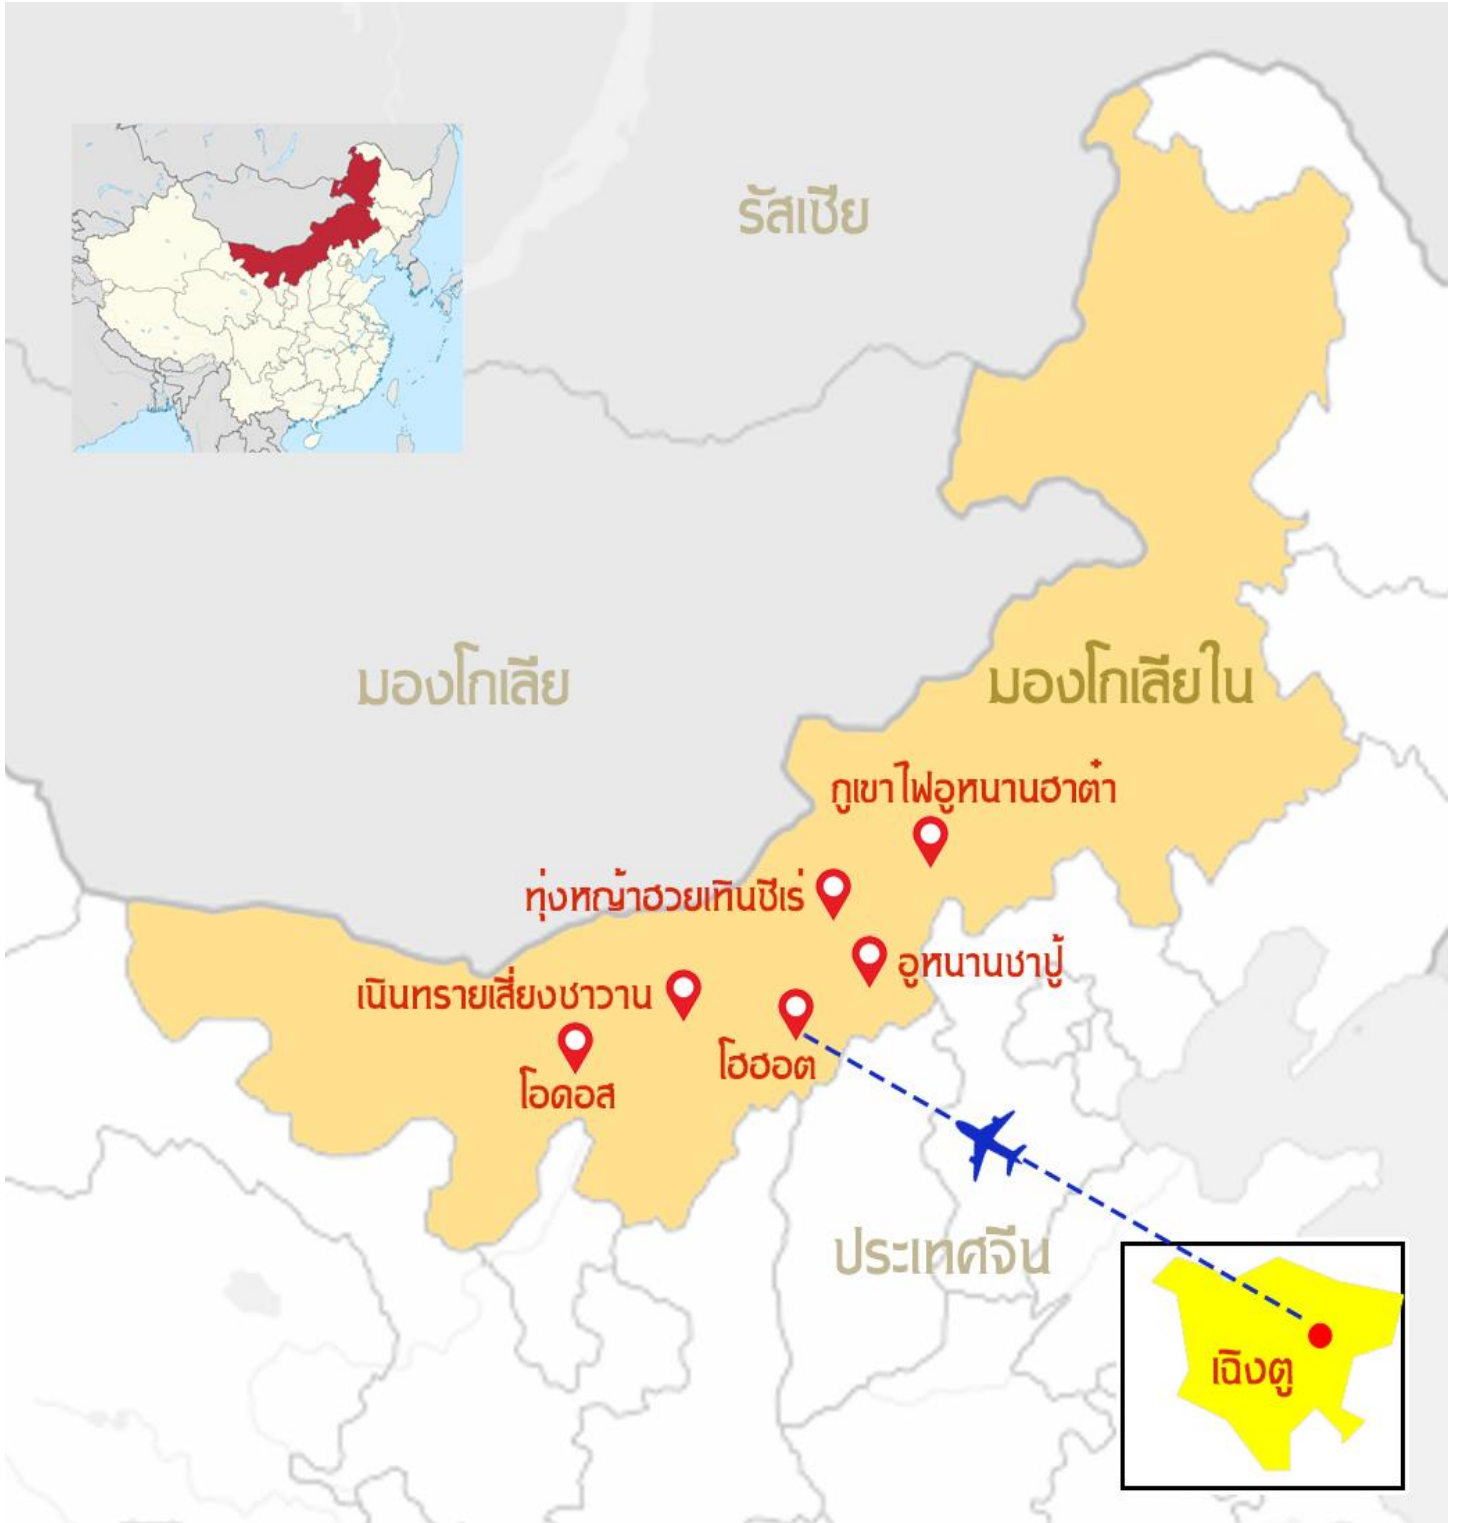 รัสเซีย
มองโกเลีย
มองโกเลียใน
ภูเขาไฟอูหนานฮาต๋า
ทุ่งหญ้าฮวยเทินซีเร่
อูหนานชาปู้
เนินทรายเสี่ยงชาวาน
โฮฮอต
โอดอส
ประเทศจีน
เฉิงตู